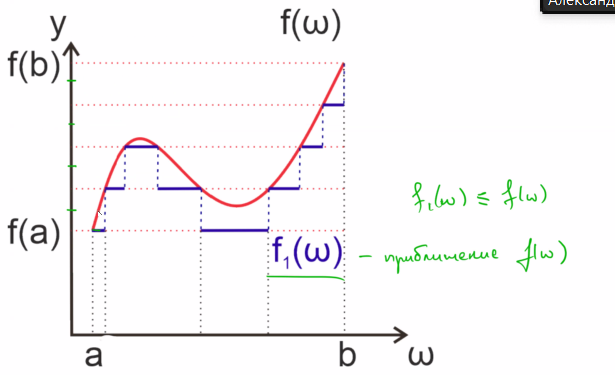 Александ
y
f(ω)
f(b)
f₁(ω) ≤ f(ω)
f(a)
f₁(ω) – приближение f(ω)
a
b
ω